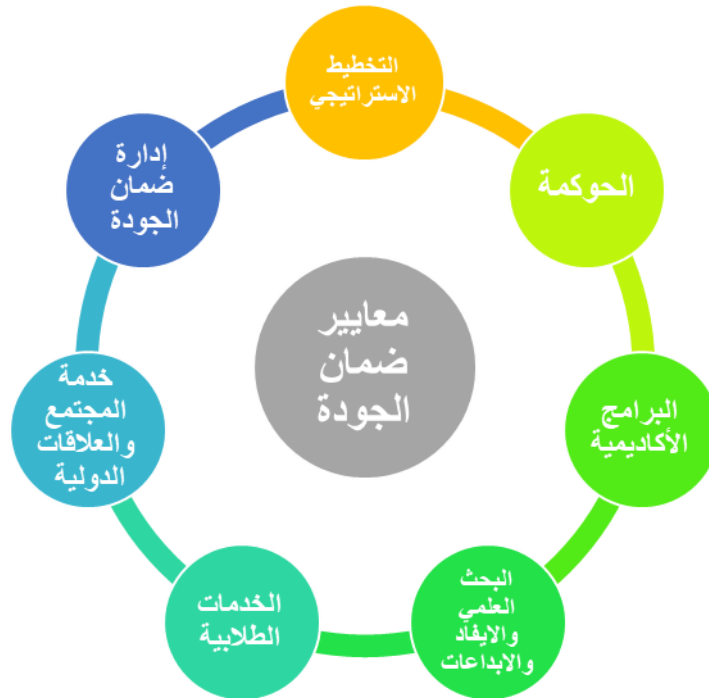 التخطيط
الاستراتيجي
الحوكمة
البرامج
الأكاديمية
البحث
العلمي
والايفاد
والابداعات
الخدمات
الطلابية
خدمة
المجتمع
والعلاقات
الدولية
إدارة
ضمان
الجودة
معايير
ضمان
الجودة